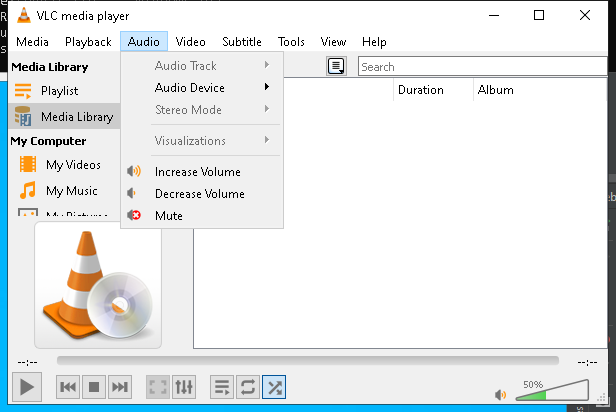 VLC media player
Media Playback Audio Video Subtitle Tools View Help
Media Library
Playlist
Media Library
My Computer
My Videos
My Music
My Pictures
Audio Track
Audio Device
Stereo Mode
Visualizations
Increase Volume
Decrease Volume
Mute
Search
Duration Album
--:-- --:--
50%